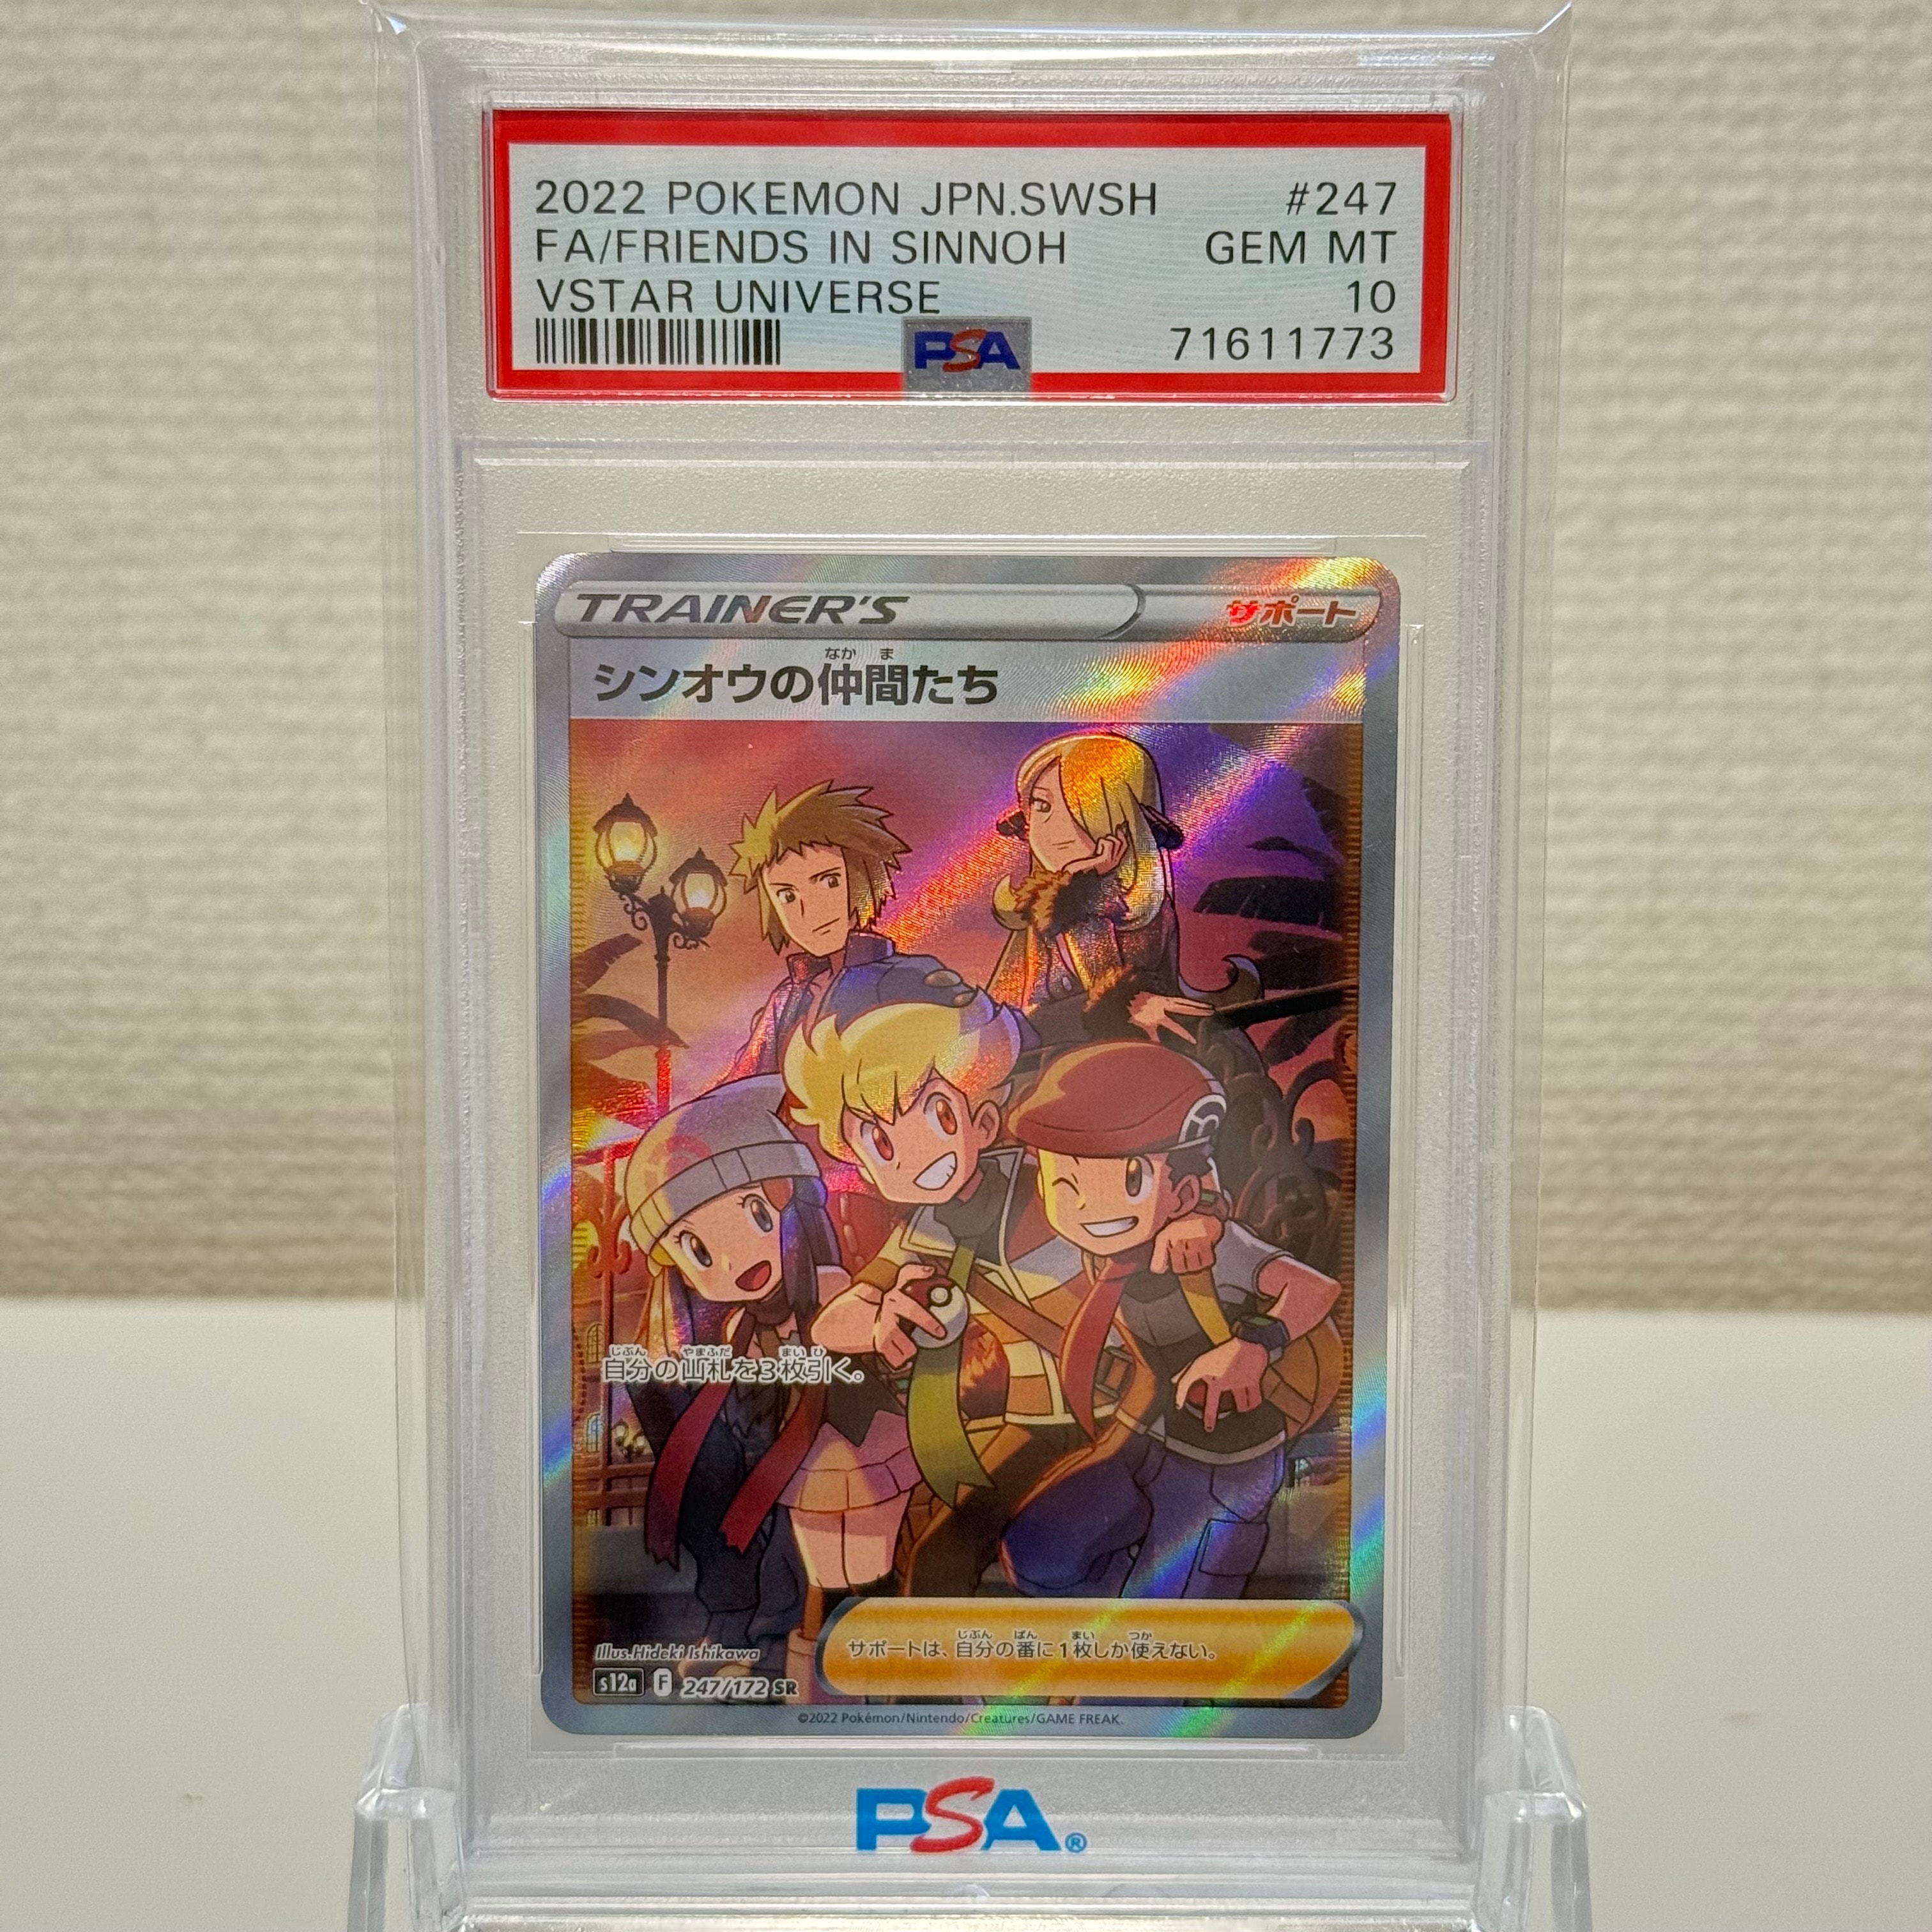 2022 POKEMON JPN.SWSH #247
FA/FRIENDS IN SINNOH GEM MT
VSTAR UNIVERSE 10
PSA 71611773
TRAINER'S サポート
なか ま
シンオウの仲間たち
じぶん やまふだ まい ひ
自分の山札を3枚引く。
Illus.Hideki Ishikawa
じぶん ばん まい つか
サポートは、自分の番に1枚しか使えない。
s12a F 247/172 SR
©2022 Pokémon/Nintendo/Creatures/GAME FREAK.
PSA®